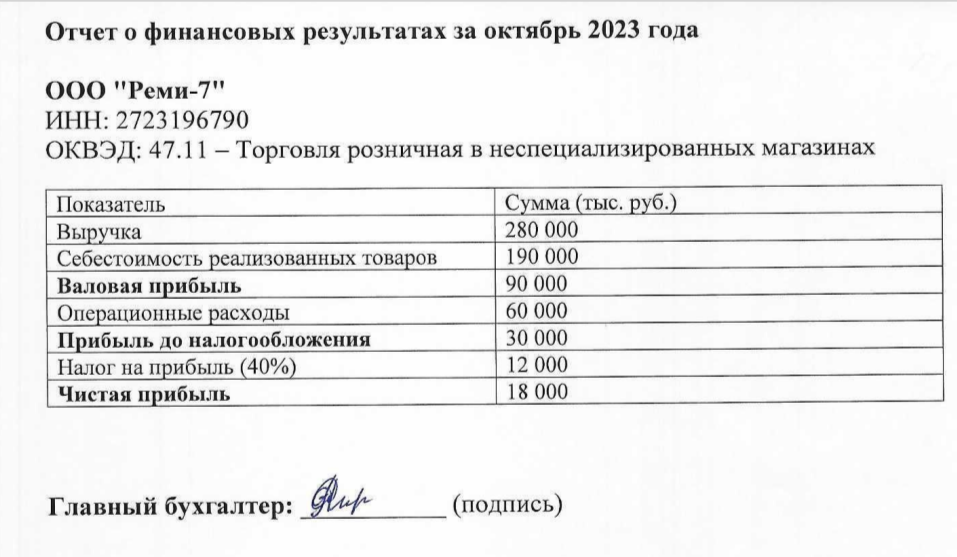 Отчет о финансовых результатах за октябрь 2023 года
ООО "Реми-7"
ИНН: 2723196790
ОКВЭД: 47.11 – Торговля розничная в неспециализированных магазинах
Показатель Сумма (тыс. руб.)
Выручка 280 000
Себестоимость реализованных товаров 190 000
Валовая прибыль 90 000
Операционные расходы 60 000
Прибыль до налогообложения 30 000
Налог на прибыль (40%) 12 000
Чистая прибыль 18 000
Главный бухгалтер: (подпись)